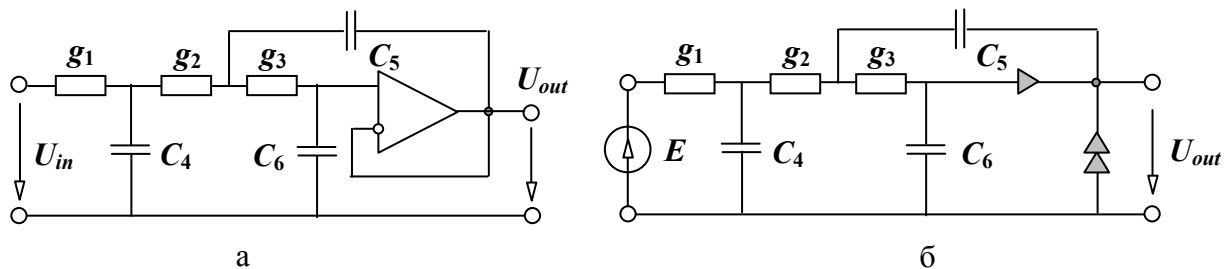 g1 g2 g3 C5
Uin C4 C6 Uout
а
g1 g2 g3 C5
E C4 C6 Uout
б